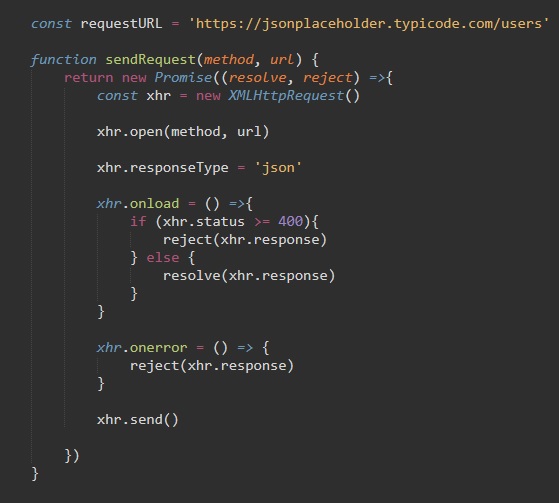 const requestURL = 'https://jsonplaceholder.typicode.com/users'
function sendRequest(method, url) {
    return new Promise((resolve, reject) =>{
        const xhr = new XMLHttpRequest()
        xhr.open(method, url)
        xhr.responseType = 'json'
        xhr.onload = () =>{
            if (xhr.status >= 400){
                reject(xhr.response)
            } else {
                resolve(xhr.response)
            }
        }
        xhr.onerror = () => {
            reject(xhr.response)
        }
        xhr.send()
    })
}